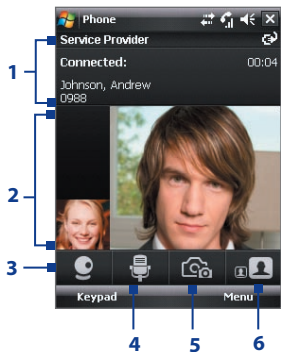 Phone
Service Provider
1
Connected: 00:04
Johnson, Andrew
0988
2
3
Keypad Menu
4 5 6